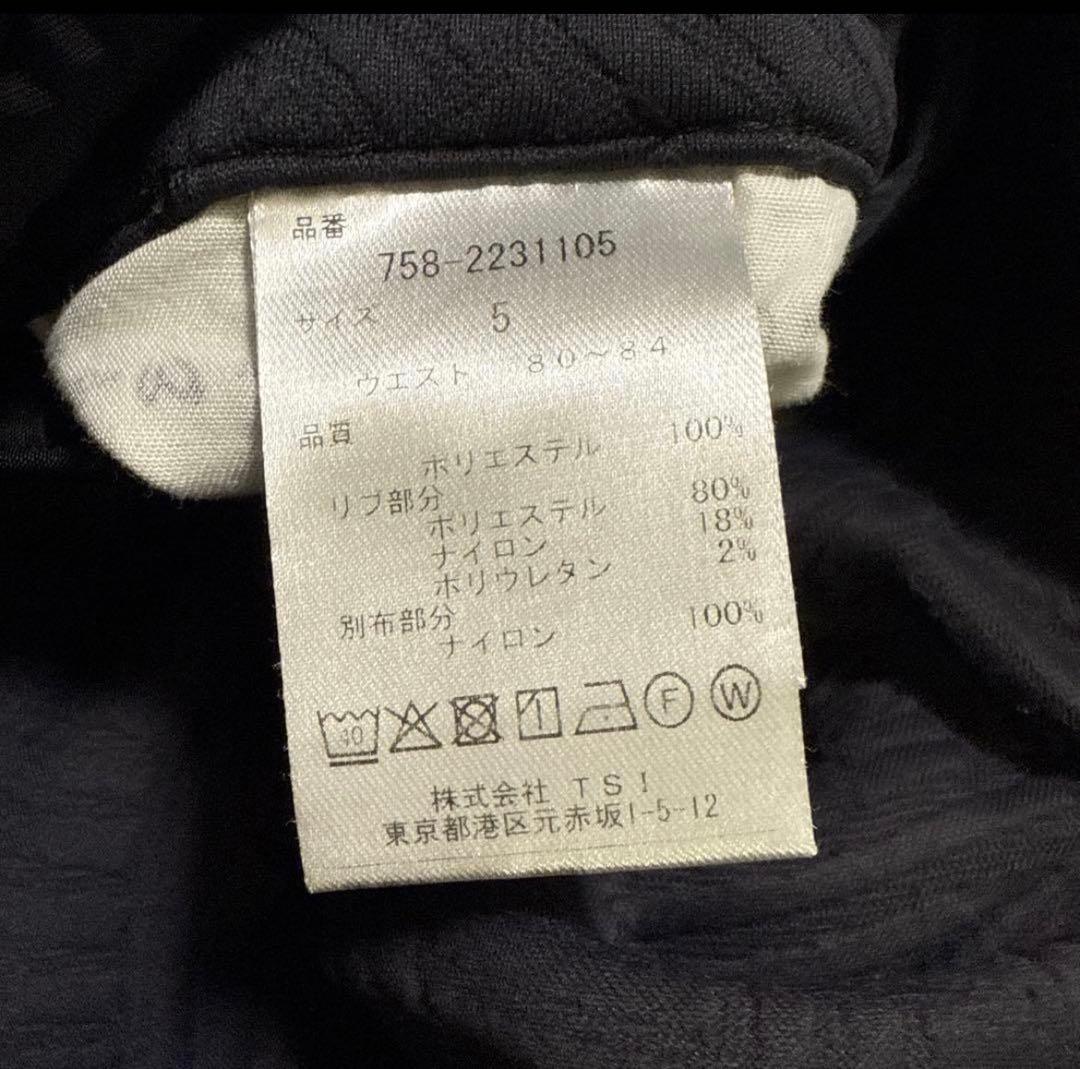 品番
758-2231105
サイズ 5
ウエスト 80～84
品質
ポリエステル 100%
リブ部分
ポリエステル 80%
ナイロン 18%
ポリウレタン 2%
別布部分
ナイロン 100%
40 F W
株式会社 TSI
東京都港区元赤坂1-5-12